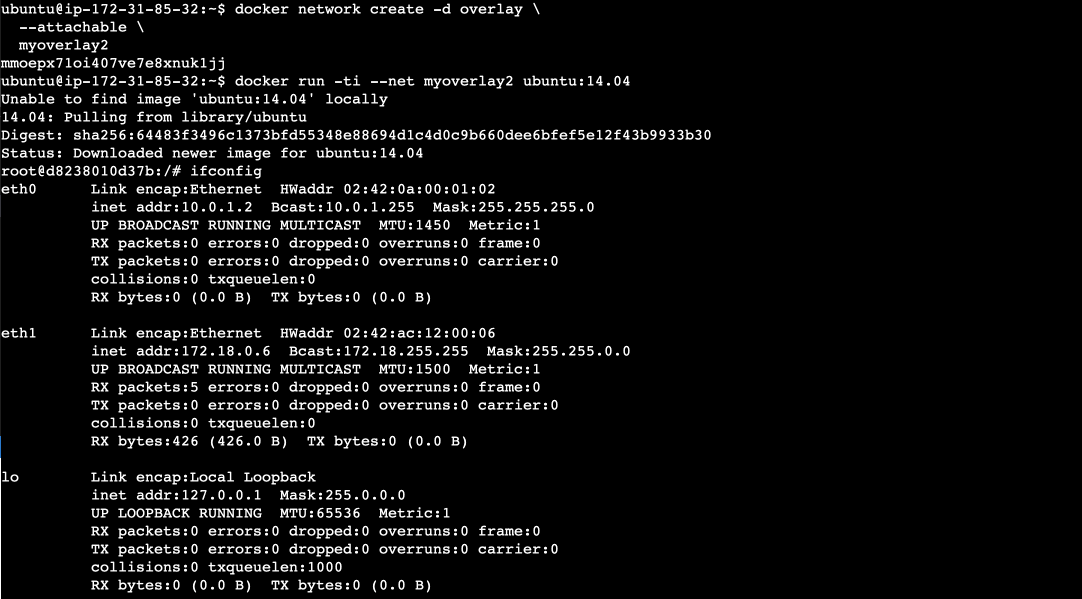 ubuntu@ip-172-31-85-32:~$ docker network create -d overlay \
  --attachable \
  myoverlay2
mmoepx71oi407ve7e8xnuk1jj
ubuntu@ip-172-31-85-32:~$ docker run -ti --net myoverlay2 ubuntu:14.04
Unable to find image 'ubuntu:14.04' locally
14.04: Pulling from library/ubuntu
Digest: sha256:64483f3496c1373bfd55348e88694d1c4d0c9b660dee6bfef5e12f43b9933b30
Status: Downloaded newer image for ubuntu:14.04
root@d8238010d37b:/# ifconfig
eth0      Link encap:Ethernet  HWaddr 02:42:0a:00:01:02
          inet addr:10.0.1.2  Bcast:10.0.1.255  Mask:255.255.255.0
          UP BROADCAST RUNNING MULTICAST  MTU:1450  Metric:1
          RX packets:0 errors:0 dropped:0 overruns:0 frame:0
          TX packets:0 errors:0 dropped:0 overruns:0 carrier:0
          collisions:0 txqueuelen:0
          RX bytes:0 (0.0 B)  TX bytes:0 (0.0 B)

eth1      Link encap:Ethernet  HWaddr 02:42:ac:12:00:06
          inet addr:172.18.0.6  Bcast:172.18.255.255  Mask:255.255.0.0
          UP BROADCAST RUNNING MULTICAST  MTU:1500  Metric:1
          RX packets:5 errors:0 dropped:0 overruns:0 frame:0
          TX packets:0 errors:0 dropped:0 overruns:0 carrier:0
          collisions:0 txqueuelen:0
          RX bytes:426 (426.0 B)  TX bytes:0 (0.0 B)

lo        Link encap:Local Loopback
          inet addr:127.0.0.1  Mask:255.0.0.0
          UP LOOPBACK RUNNING  MTU:65536  Metric:1
          RX packets:0 errors:0 dropped:0 overruns:0 frame:0
          TX packets:0 errors:0 dropped:0 overruns:0 carrier:0
          collisions:0 txqueuelen:1000
          RX bytes:0 (0.0 B)  TX bytes:0 (0.0 B)